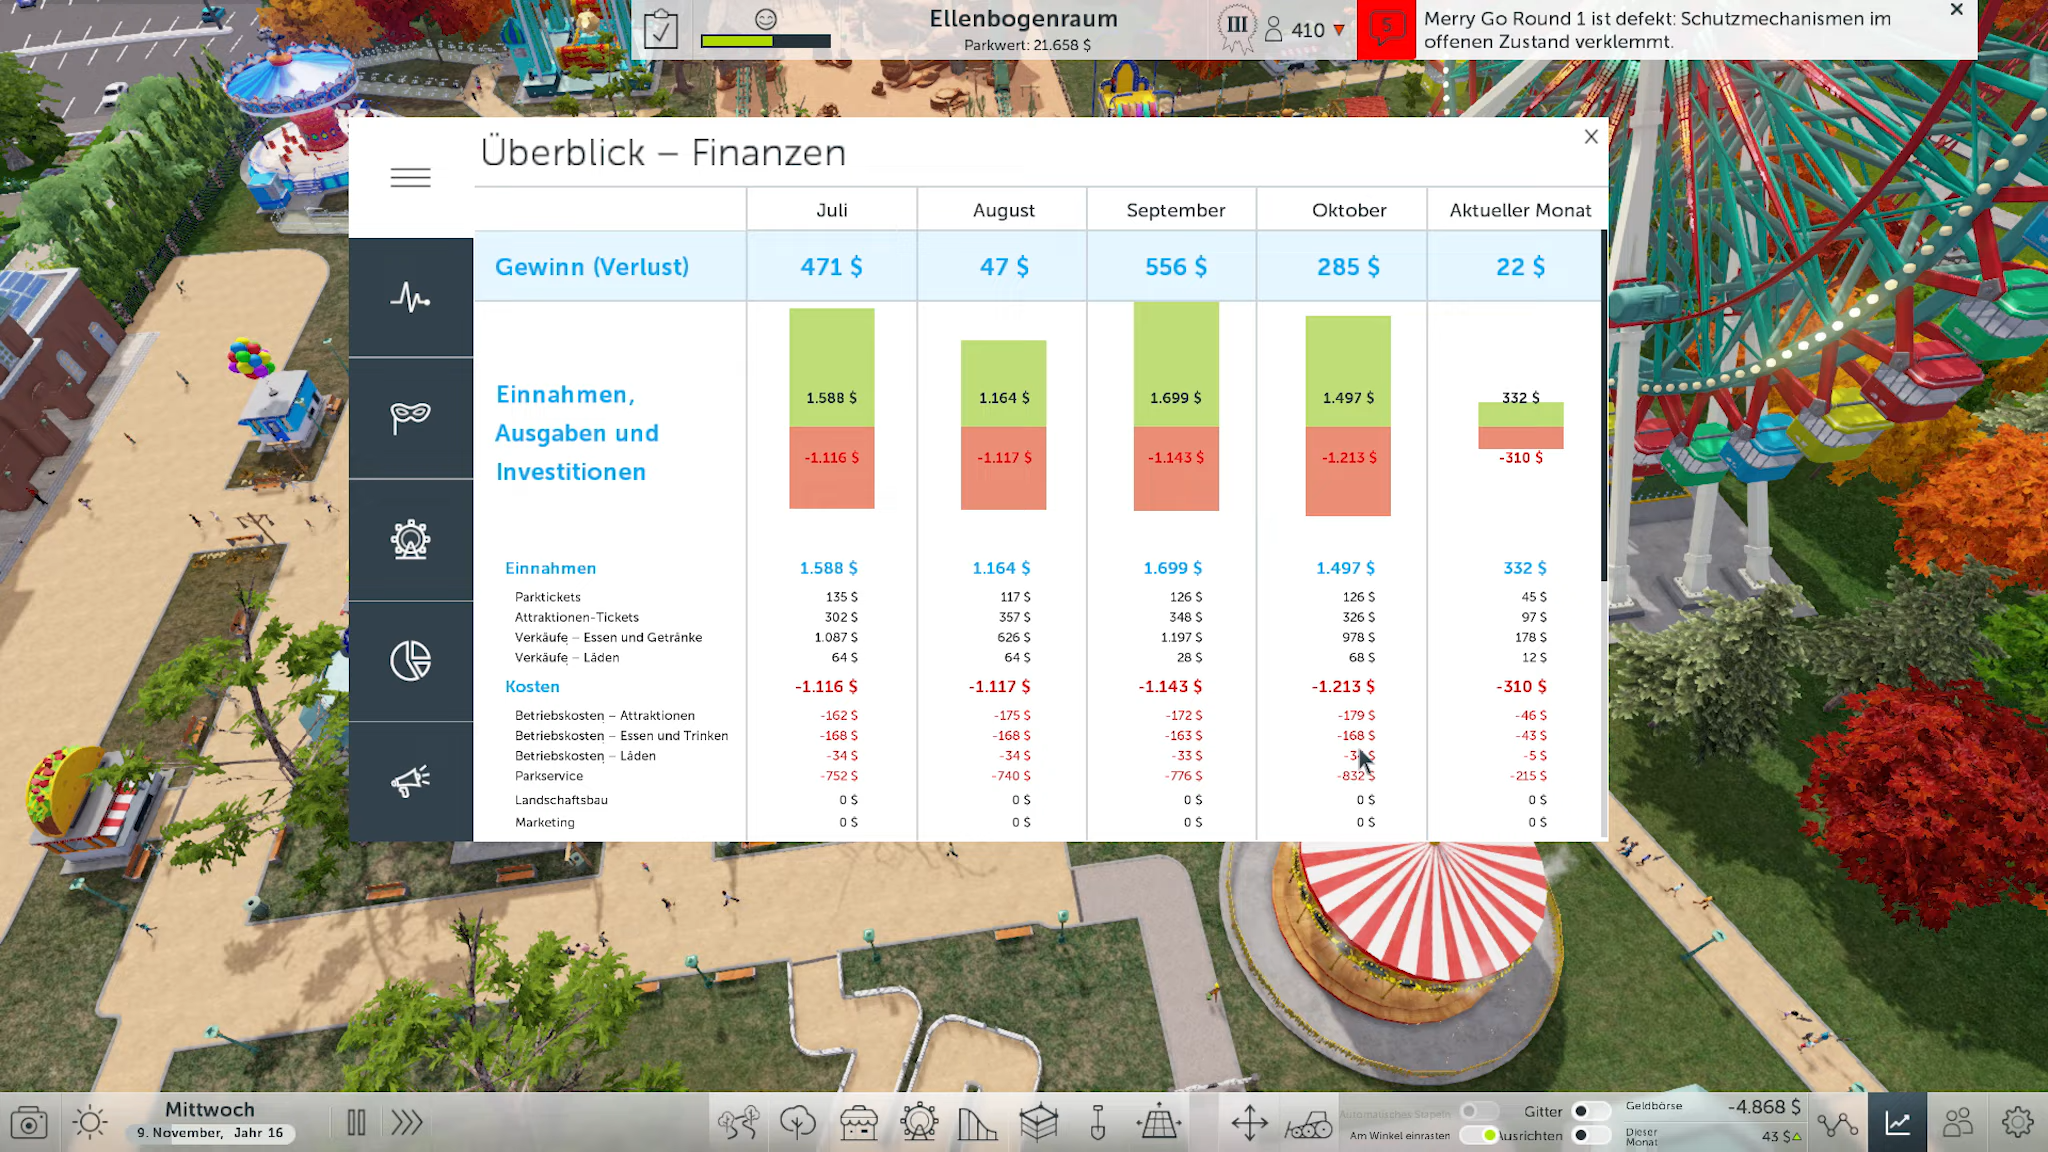 Ellenbogenraum
Parkwert: 21.658 $
III
410
S
Merry Go Round 1 ist defekt: Schutzmechanismen im
offenen Zustand verklemmt.
Überblick – Finanzen
Juli August September Oktober Aktueller Monat
Gewinn (Verlust) 471 $ 47 $ 556 $ 285 $ 22 $
Einnahmen,
Ausgaben und
Investitionen
1.588 $ 1.164 $ 1.699 $ 1.497 $ 332 $
-1.116 $ -1.117 $ -1.143 $ -1.213 $ -310 $
Einnahmen 1.588 $ 1.164 $ 1.699 $ 1.497 $ 332 $
Parktickets 135 $ 117 $ 126 $ 126 $ 45 $
Attraktionen-Tickets 302 $ 357 $ 348 $ 326 $ 97 $
Verkäufe – Essen und Getränke 1.087 $ 626 $ 1.197 $ 978 $ 178 $
Verkäufe – Läden 64 $ 64 $ 28 $ 68 $ 12 $
Kosten -1.116 $ -1.117 $ -1.143 $ -1.213 $ -310 $
Betriebskosten – Attraktionen -162 $ -175 $ -172 $ -179 $ -46 $
Betriebskosten – Essen und Trinken -168 $ -168 $ -163 $ -168 $ -43 $
Betriebskosten – Läden -34 $ -34 $ -33 $ -5 $
Parkservice -752 $ -740 $ -776 $ -832 $ -215 $
Landschaftsbau 0 $ 0 $ 0 $ 0 $ 0 $
Marketing 0 $ 0 $ 0 $ 0 $ 0 $
Mittwoch
9. November, Jahr 16
Automatisches Stapeln
Gitter
Am Winkel einrasten
Ausrichten
Geldbörse -4.868 $
Dieser
Monat
43 $